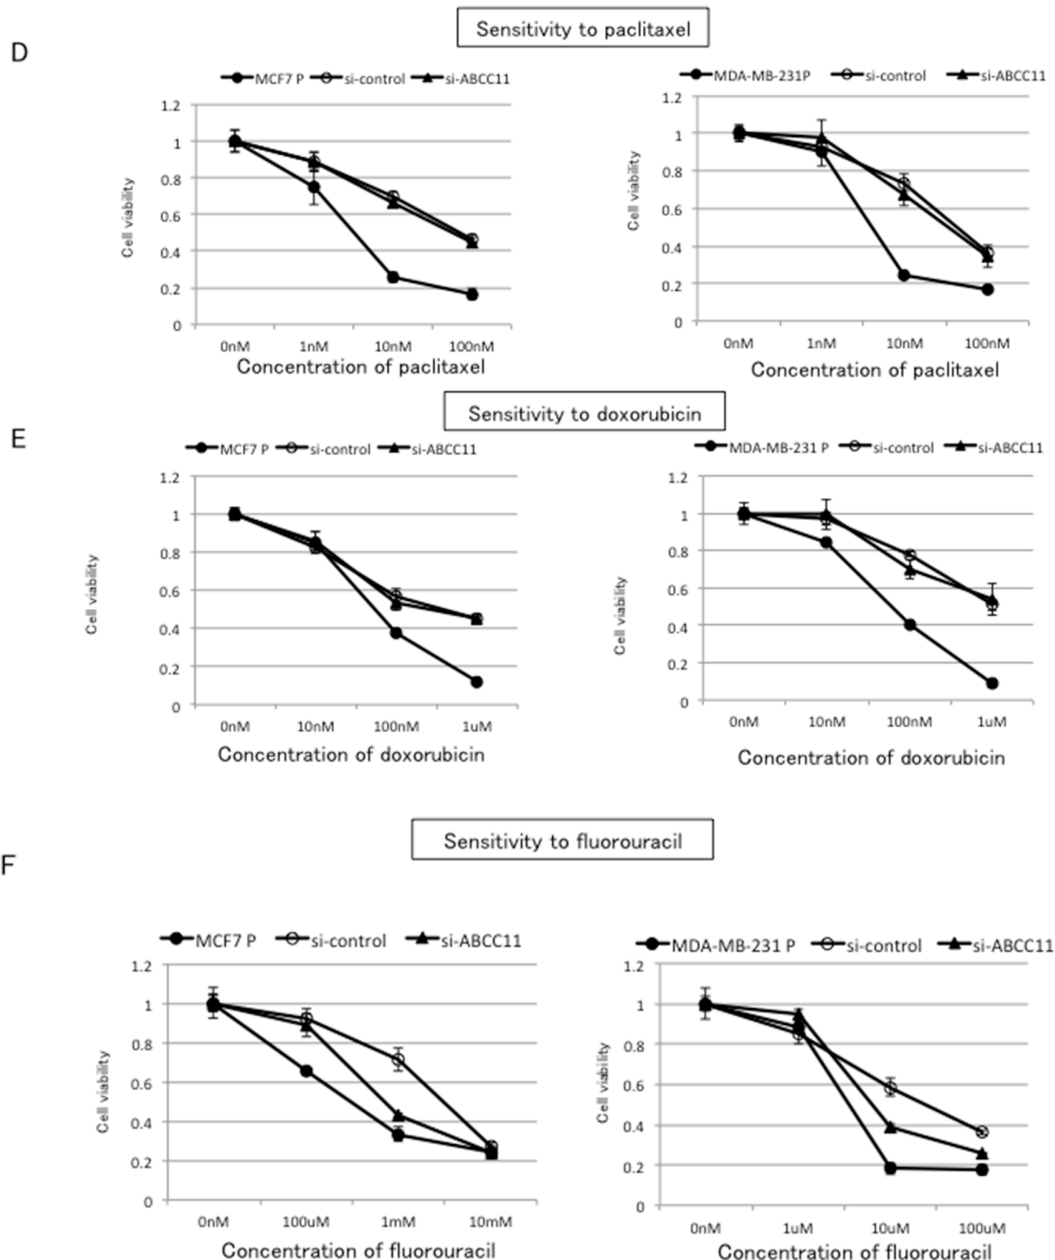 Sensitivity to paclitaxel
D
MCF7 P si-control si-ABCC11
MDA-MB-231P si-control si-ABCC11
1.2
1
0.8
0.6
0.4
0.2
0
Cell viability
0nM 1nM 10nM 100nM
Concentration of paclitaxel
1.2
1
0.8
0.6
0.4
0.2
0
Cell viability
0nM 1nM 10nM 100nM
Concentration of paclitaxel
Sensitivity to doxorubicin
E
MCF7 P si-control si-ABCC11
MDA-MB-231 P si-control si-ABCC11
1.2
1
0.8
0.6
0.4
0.2
0
Cell viability
0nM 10nM 100nM 1uM
Concentration of doxorubicin
1.2
1
0.8
0.6
0.4
0.2
0
Cell viability
0nM 10nM 100nM 1uM
Concentration of doxorubicin
Sensitivity to fluorouracil
F
MCF7 P si-control si-ABCC11
MDA-MB-231 P si-control si-ABCC11
1.2
1
0.8
0.6
0.4
0.2
0
Cell viability
0nM 100uM 1mM 10mM
Concentration of fluorouracil
1.2
1
0.8
0.6
0.4
0.2
0
Cell viability
0nM 1uM 10uM 100uM
Concentration of fluorouracil